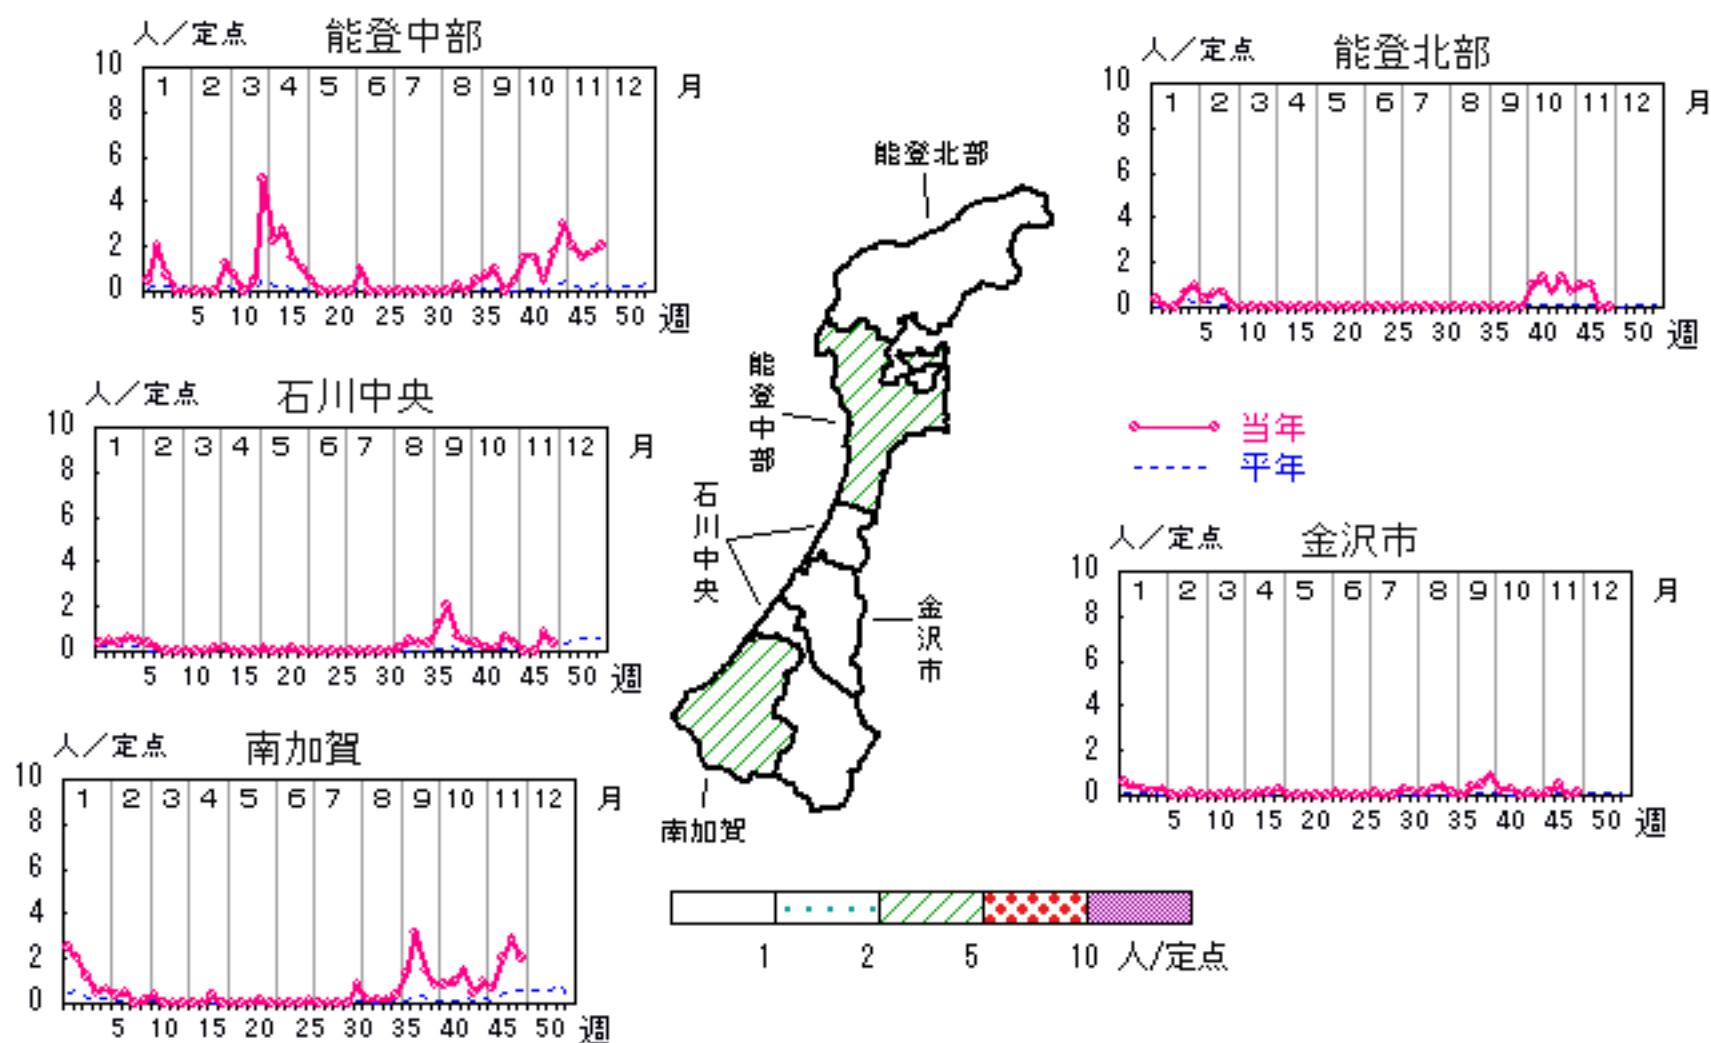 人／定点 能登中部
10 8 6 4 2 0
1 2 3 4 5 6 7 8 9 10 11 12 月
5 10 15 20 25 30 35 40 45 50 週
人／定点 能登北部
10 8 6 4 2 0
1 2 3 4 5 6 7 8 9 10 11 12 月
5 10 15 20 25 30 35 40 45 50 週
人／定点 石川中央
10 8 6 4 2 0
1 2 3 4 5 6 7 8 9 10 11 12 月
5 10 15 20 25 30 35 40 45 50 週
人／定点 金沢市
10 8 6 4 2 0
1 2 3 4 5 6 7 8 9 10 11 12 月
5 10 15 20 25 30 35 40 45 50 週
人／定点 南加賀
10 8 6 4 2 0
1 2 3 4 5 6 7 8 9 10 11 12 月
5 10 15 20 25 30 35 40 45 50 週
能登北部
能登中部
石川中央
金沢市
南加賀
当年
平年
1 2 5 10 人/定点